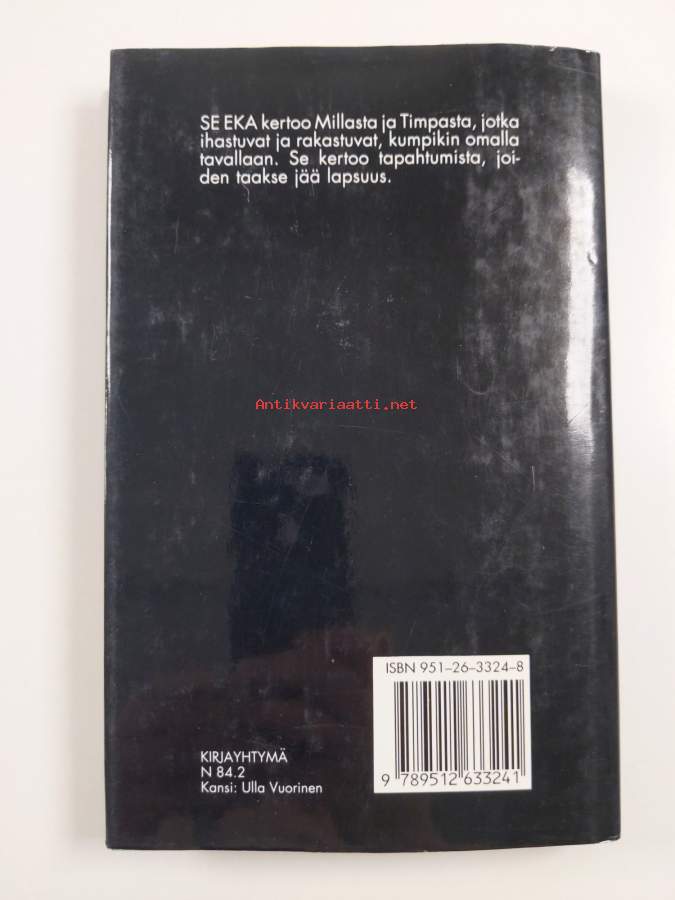 SE EKA kertoo Millasta ja Timpasta, jotka
ihastuvat ja rakastuvat, kumpikin omalla
tavallaan. Se kertoo tapahtumista, joi-
den taakse jää lapsuus.
Antikvariaatti.net
ISBN 951-26-3324-8
9 789512 633241
KIRJAYHTYMÄ
N 84.2
Kansi: Ulla Vuorinen